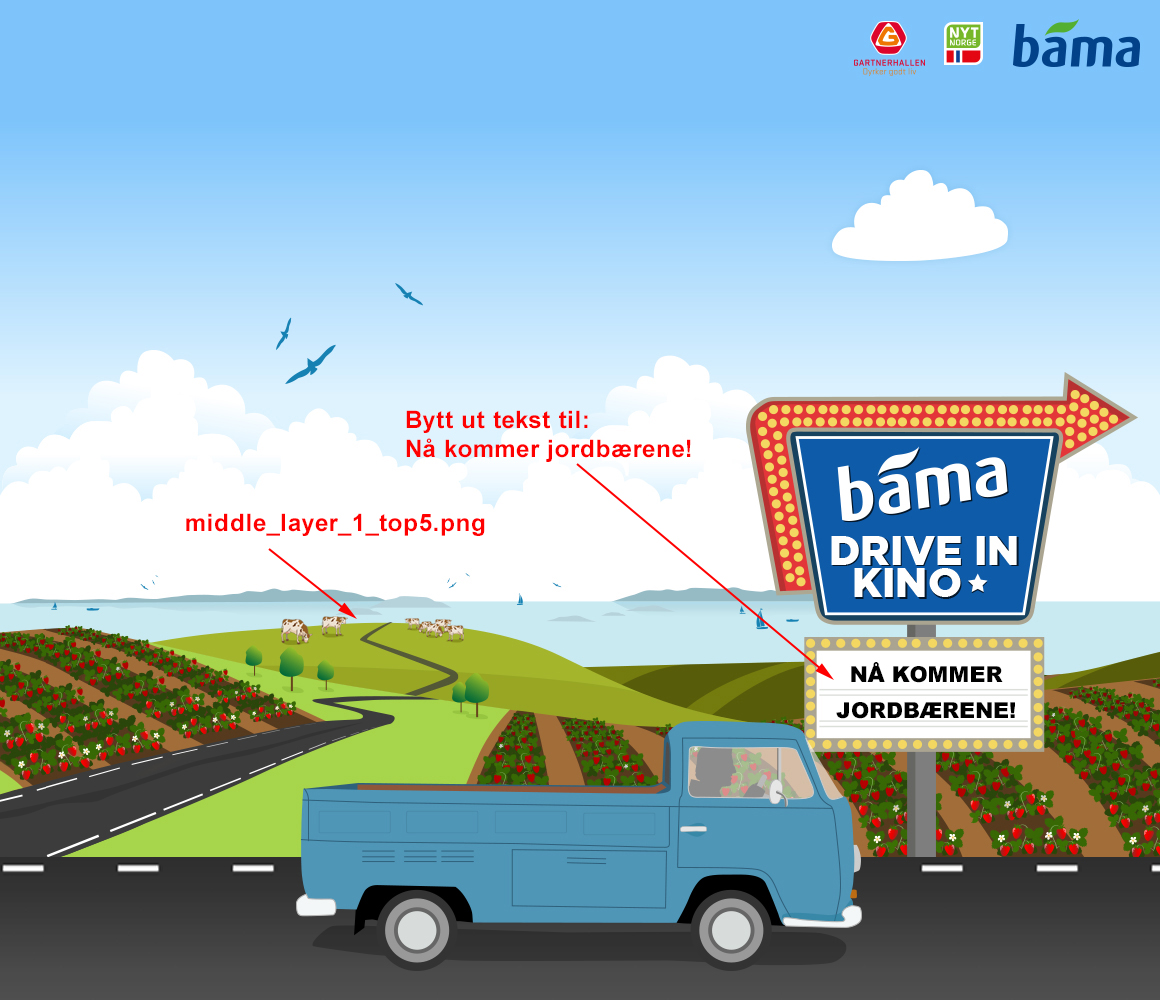 GARTNERHALLEN
Dyrket godt liv
NYT
NORGE
bama
Bytt ut tekst til:
Nå kommer jordbærene!
middle_layer_1_top5.png
bama
DRIVE IN
KINO
NÅ KOMMER
JORDBÆRENE!